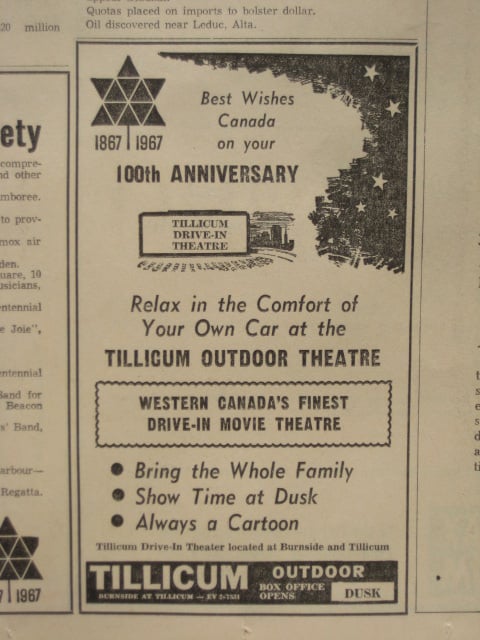 Quotas placed on imports to bolster dollar.
20 million
Oil discovered near Leduc, Alta.
ety
compre-
nd other
mboree.
to prov-
mox air
den.
uare, 10
usicians,
entennial
e Joie",
entennial
Band for
Beacon
s' Band,
arbour—
Regatta.
7 1967
1867 1967
Best Wishes
Canada
on your
100th ANNIVERSARY
TILLICUM
DRIVE-IN
THEATRE
Relax in the Comfort of
Your Own Car at the
TILLICUM OUTDOOR THEATRE
WESTERN CANADA'S FINEST
DRIVE-IN MOVIE THEATRE
Bring the Whole Family
Show Time at Dusk
Always a Cartoon
Tillicum Drive-In Theater located at Burnside and Tillicum
TILLICUM OUTDOOR
BURNSIDE AT TILLICUM — EV 2-7531
BOX OFFICE
OPENS DUSK